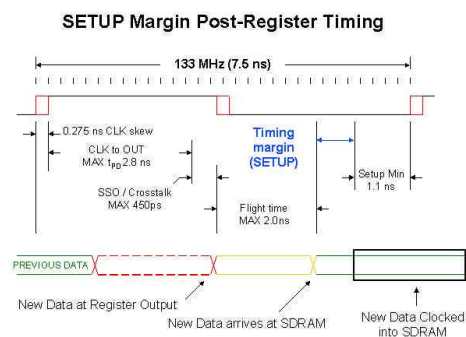 SETUP Margin Post-Register Timing
133 MHz (7.5 ns)
0.275 ns CLK skew
CLK to OUT
MAX tPD 2.8 ns
SSO / Crosstalk
MAX 450ps
Timing
margin
(SETUP)
Flight time
MAX 2.0ns
Setup Min
1.1 ns
PREVIOUS DATA
New Data at Register Output
New Data arrives at SDRAM
New Data Clocked
into SDRAM